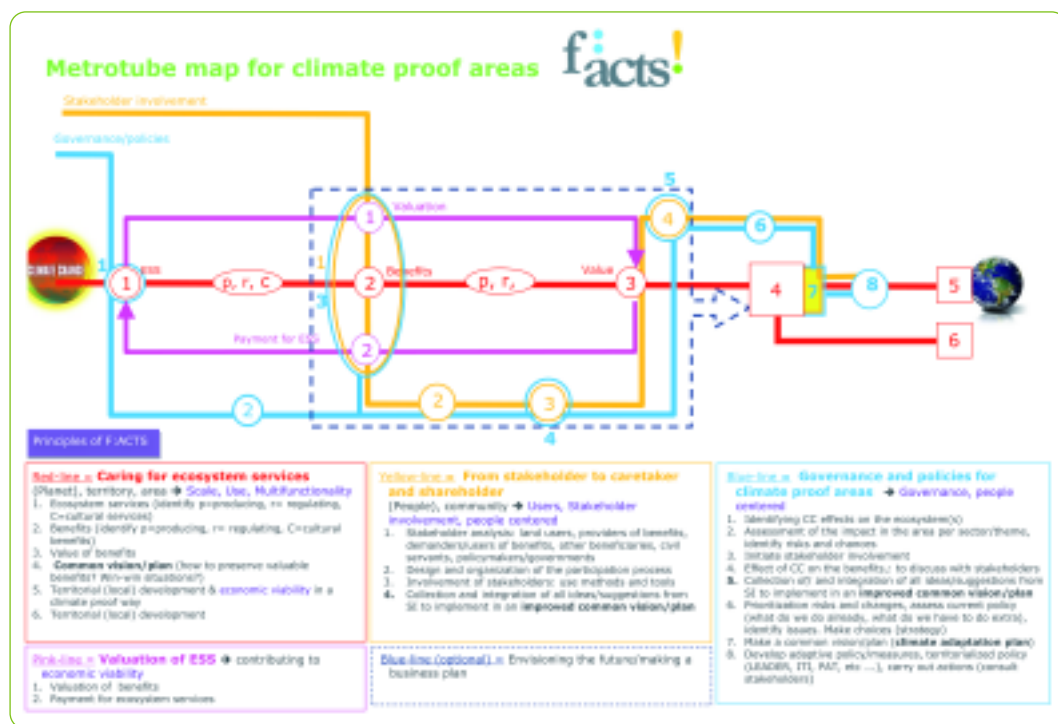 Metrotube map for climate proof areas
f:acts!
Stakeholder involvement
Governance/policies
5
1
Valuation
4
6
CLIMATE CHANGE
1
1
ESS
p, r, c
1
2
Benefits
p, r,
Value
3
4
7
8
5
3
Payment for ESS
2
6
2
2
3
4
Principles of F:ACTS
Red-line = Caring for ecosystem services
(Planet), territory, area → Scale, Use, Multifunctionality
1. Ecosystem services (identify p=producing, r= regulating,
C=cultural services)
2. Benefits (identify p=producing, r= regulating, C=cultural
benefits)
3. Value of benefits
4. Common vision/plan (how to preserve valuable
benefits? Win-win situations?)
5. Territorial (local) development & economic viability in a
climate proof way
6. Territorial (local) development
Yellow-line = From stakeholder to caretaker
and shareholder
(People), community → Users, Stakeholder
involvement, people centered
1. Stakeholder analysis: land users, providers of benefits,
demanders/users of benefits, other beneficiaries, civil
servants, policymakers/governments
2. Design and organization of the participation process
3. Involvement of stakeholders: use methods and tools
4. Collection and integration of all ideas/suggestions from
SI to implement in an improved common vision/plan
Blue-line = Governance and policies for
climate proof areas → Governance, people
centered
1. Identifying CC effects on the ecosystem(s)
2. Assessment of the impact in the area per sector/theme,
identify risks and chances
3. Initiate stakeholder involvement
4. Effect of CC on the benefits,: to discuss with stakeholders
5. Collection off and integration of all ideas/suggestions from
SI to implement in an improved common vision/plan
6. Prioritization risks and changes, assess current policy
(what do we do already, what do we have to do extra),
identify issues. Make choices (strategy)
7. Make a common vision/plan (climate adaptation plan)
8. Develop adaptive policy/measures, territorialized policy
(LEADER, ITI, PAT, etc ...), carry out actions (consult
stakeholders)
Pink-line = Valuation of ESS → contributing to
economic viability
1. Valuation of benefits
2. Payment for ecosystem services
Blue-line (optional) = Envisioning the future/making a
business plan